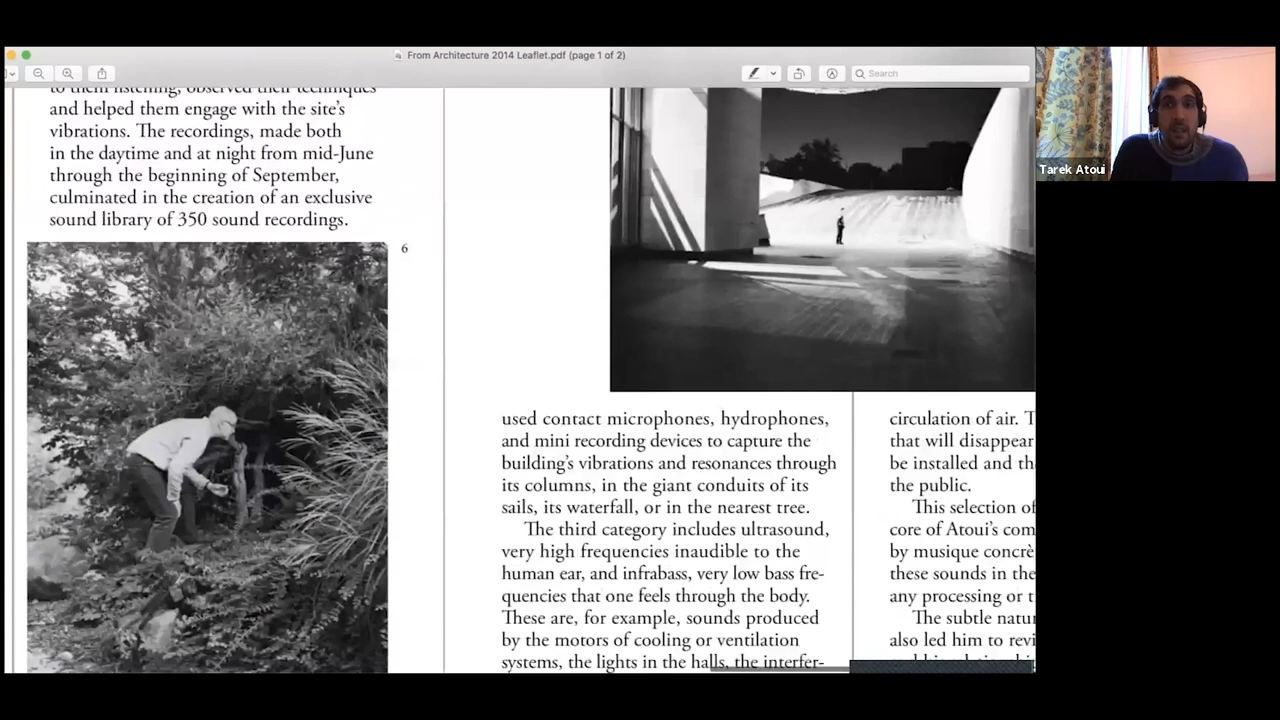 From Architecture 2014 Leaflet.pdf (page 1 of 2)
Search
to them listening, observed their techniques
and helped them engage with the site's
vibrations. The recordings, made both
in the daytime and at night from mid-June
through the beginning of September,
culminated in the creation of an exclusive
sound library of 350 sound recordings.
6
used contact microphones, hydrophones,
and mini recording devices to capture the
building's vibrations and resonances through
its columns, in the giant conduits of its
sails, its waterfall, or in the nearest tree.
The third category includes ultrasound,
very high frequencies inaudible to the
human ear, and infrabass, very low bass fre-
quencies that one feels through the body.
These are, for example, sounds produced
by the motors of cooling or ventilation
systems, the lights in the halls, the interfer-
circulation of air. T
that will disappear
be installed and th
the public.
This selection of
core of Atoui's com
by musique concrè
these sounds in the
any processing or t
The subtle natur
also led him to revi
Tarek Atoui